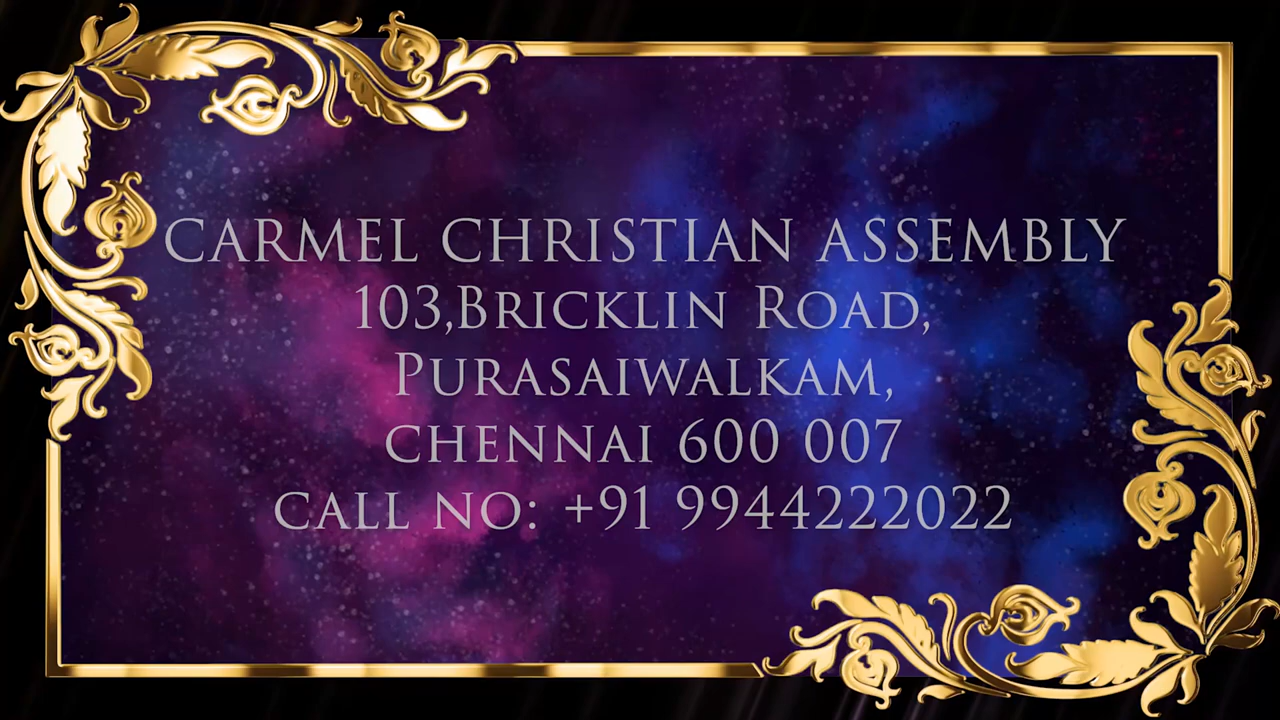 CARMEL CHRISTIAN ASSEMBLY
103,BRICKLIN ROAD,
PURASAIWALKAM,
CHENNAI 600 007
CALL NO: +91 9944222022